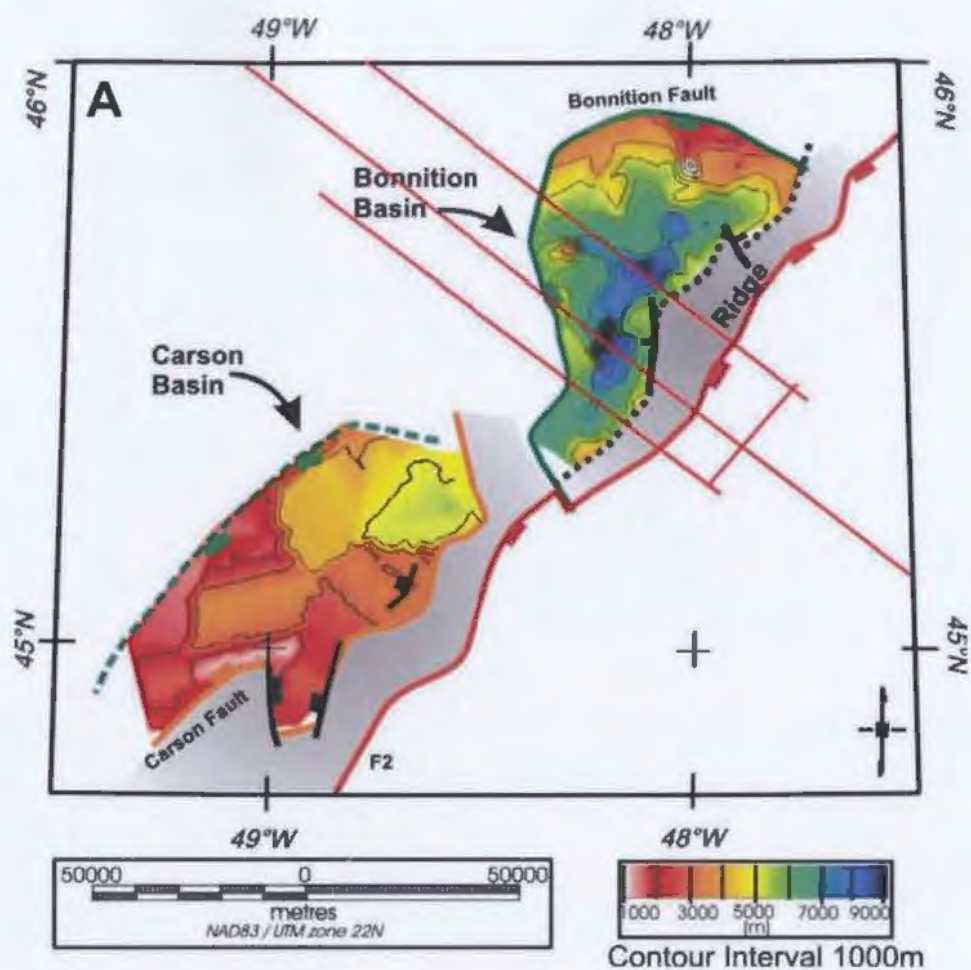 49°W
48°W
46°N
46°N
A
Bonnition Fault
Bonnition
Basin
Ridge
Carson
Basin
45°N
45°N
Carson Fault
F2
49°W
48°W
50000
0
50000
metres
NAD83 / UTM zone 22N
1000
3000
5000
7000
9000
[m]
Contour Interval 1000m